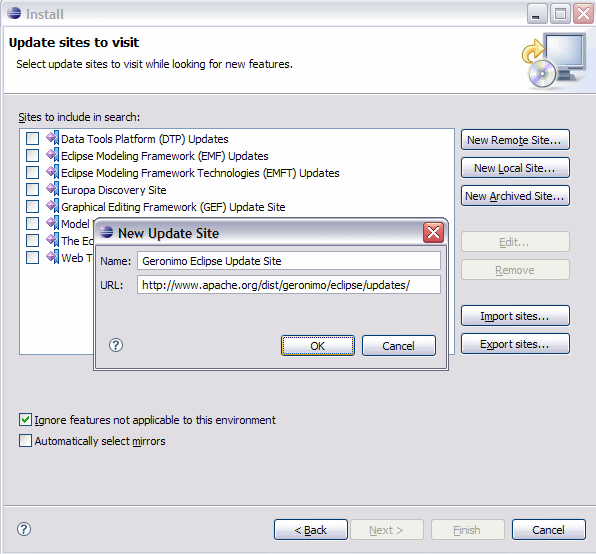 Install
Update sites to visit
Select update sites to visit while looking for new features.
Sites to include in search:
Data Tools Platform (DTP) Updates
Eclipse Modeling Framework (EMF) Updates
Eclipse Modeling Framework Technologies (EMFT) Updates
Europa Discovery Site
Graphical Editing Framework (GEF) Update Site
Model
The
Web
New Remote Site...
New Local Site...
New Archived Site...
Edit...
Remove
Import sites...
Export sites...
New Update Site
Name: Geronimo Eclipse Update Site
URL: http://www.apache.org/dist/geronimo/eclipse/updates/
?
OK Cancel
Ignore features not applicable to this environment
Automatically select mirrors
?
< Back Next > Finish Cancel